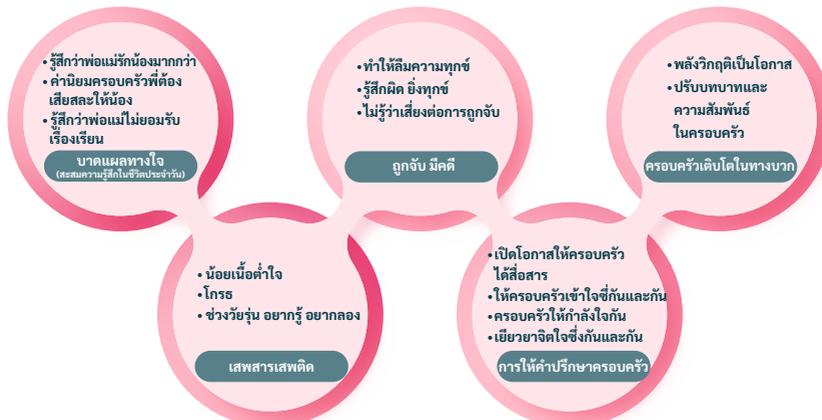 •รู้สึกว่าพ่อแม่รักน้องมากกว่า
•ค่านิยมครอบครัวพี่ต้อง
เสียสละให้น้อง
•รู้สึกว่าพ่อแม่ไม่ยอมรับ
เรื่องเรียน
บาดแผลทางใจ
(สะสมความรู้สึกในชีวิตประจำวัน)
• น้อยเนื้อต่ำใจ
•โกรธ
• ช่วงวัยรุ่น อยากรู้ อยากลอง
เสพสารเสพติด
•ทำให้ลืมความทุกข์
•รู้สึกผิด ยิ่งทุกข์
•ไม่รู้ว่าเสี่ยงต่อการถูกจับ
ถูกจับ มีคดี
•เปิดโอกาสให้ครอบครัว
ได้สื่อสาร
•ให้ครอบครัวเข้าใจซึ่กันและกัน
•ครอบครัวให้กำลังใจกัน
•เยียวยาจิตใจซึ่งกันและกัน
การให้คำปรึกษาครอบครัว
•พลังวิกฤติเป็นโอกาส
•ปรับบทบาทและ
ความสัมพันธ์
ในครอบครัว
ครอบครัวเติบโตในทางบวก